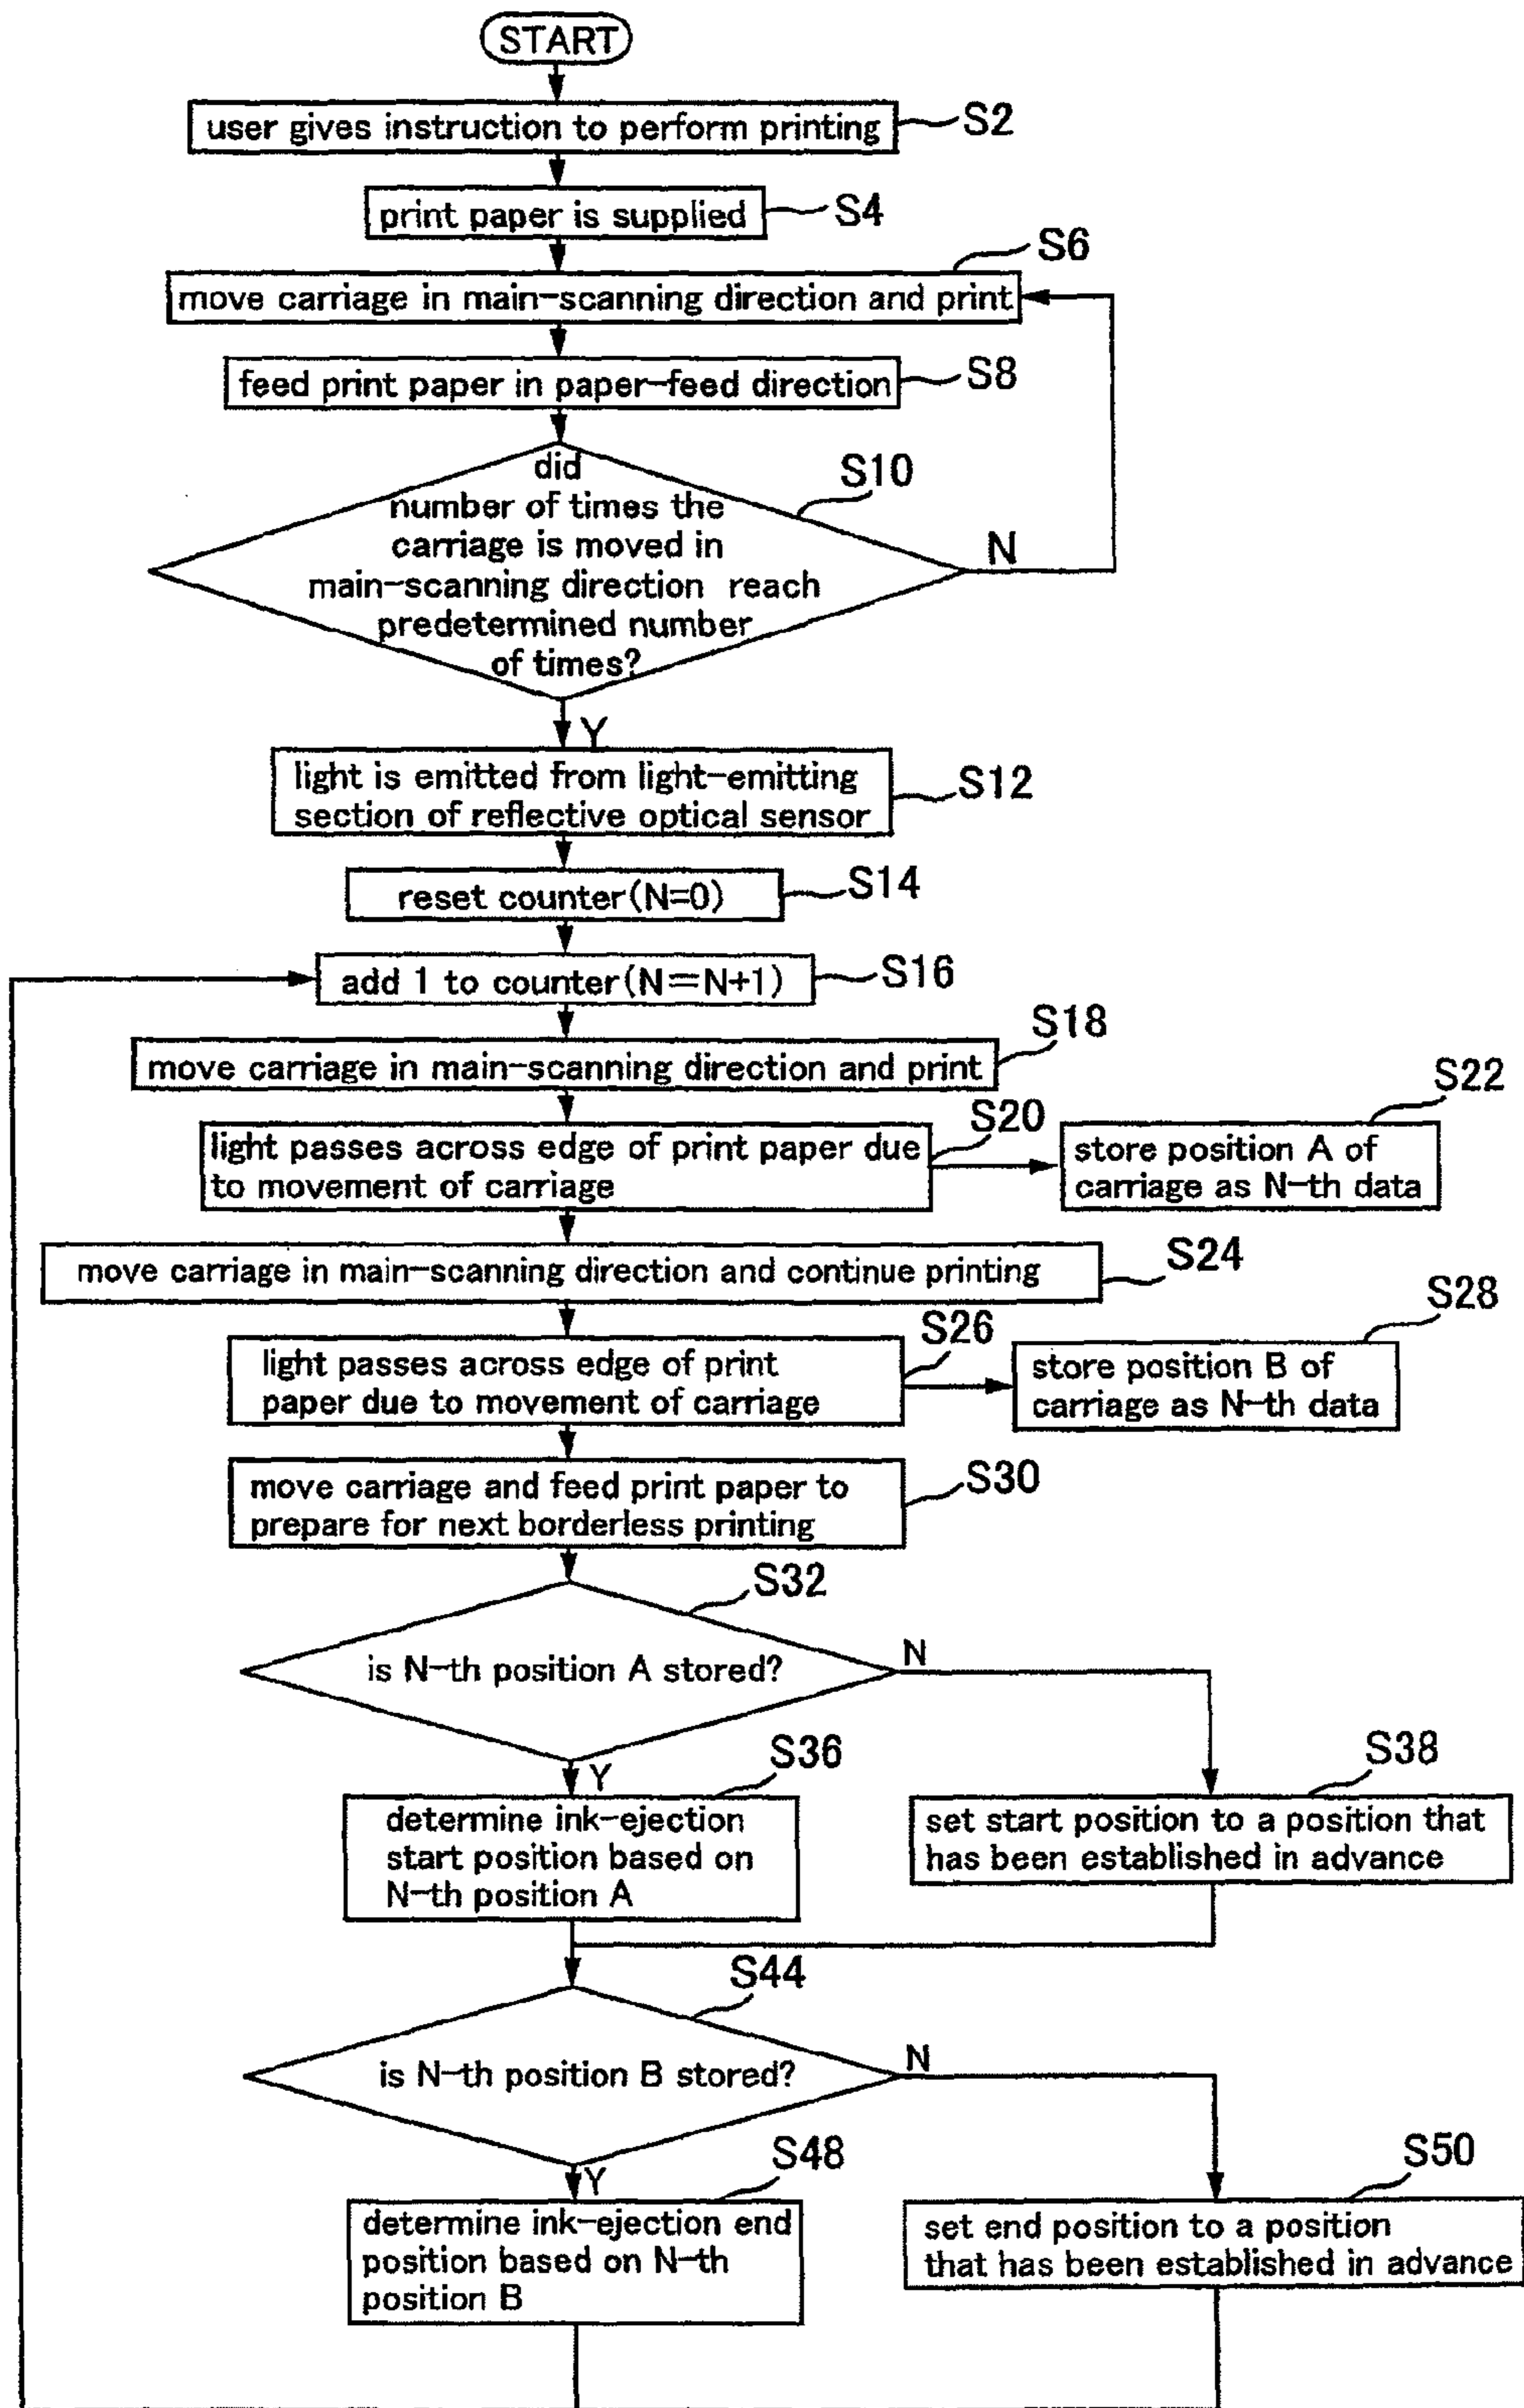 START
user gives instruction to perform printing
S2
print paper is supplied
S4
S6
move carriage in main-scanning direction and print
feed print paper in paper-feed direction
S8
did
number of times the
carriage is moved in
main-scanning direction reach
predetermined number
of times?
S10
N
Y
light is emitted from light-emitting
section of reflective optical sensor
S12
reset counter(N=0)
S14
add 1 to counter(N=N+1)
S16
S18
move carriage in main-scanning direction and print
S20
light passes across edge of print paper due
to movement of carriage
S22
store position A of
carriage as N-th data
move carriage in main-scanning direction and continue printing
S24
S26
light passes across edge of print
paper due to movement of carriage
S28
store position B of
carriage as N-th data
move carriage and feed print paper to
prepare for next borderless printing
S30
S32
is N-th position A stored?
N
Y
S36
determine ink-ejection
start position based on
N-th position A
S38
set start position to a position that
has been established in advance
S44
is N-th position B stored?
N
Y
S48
determine ink-ejection end
position based on N-th
position B
S50
set end position to a position
that has been established in advance